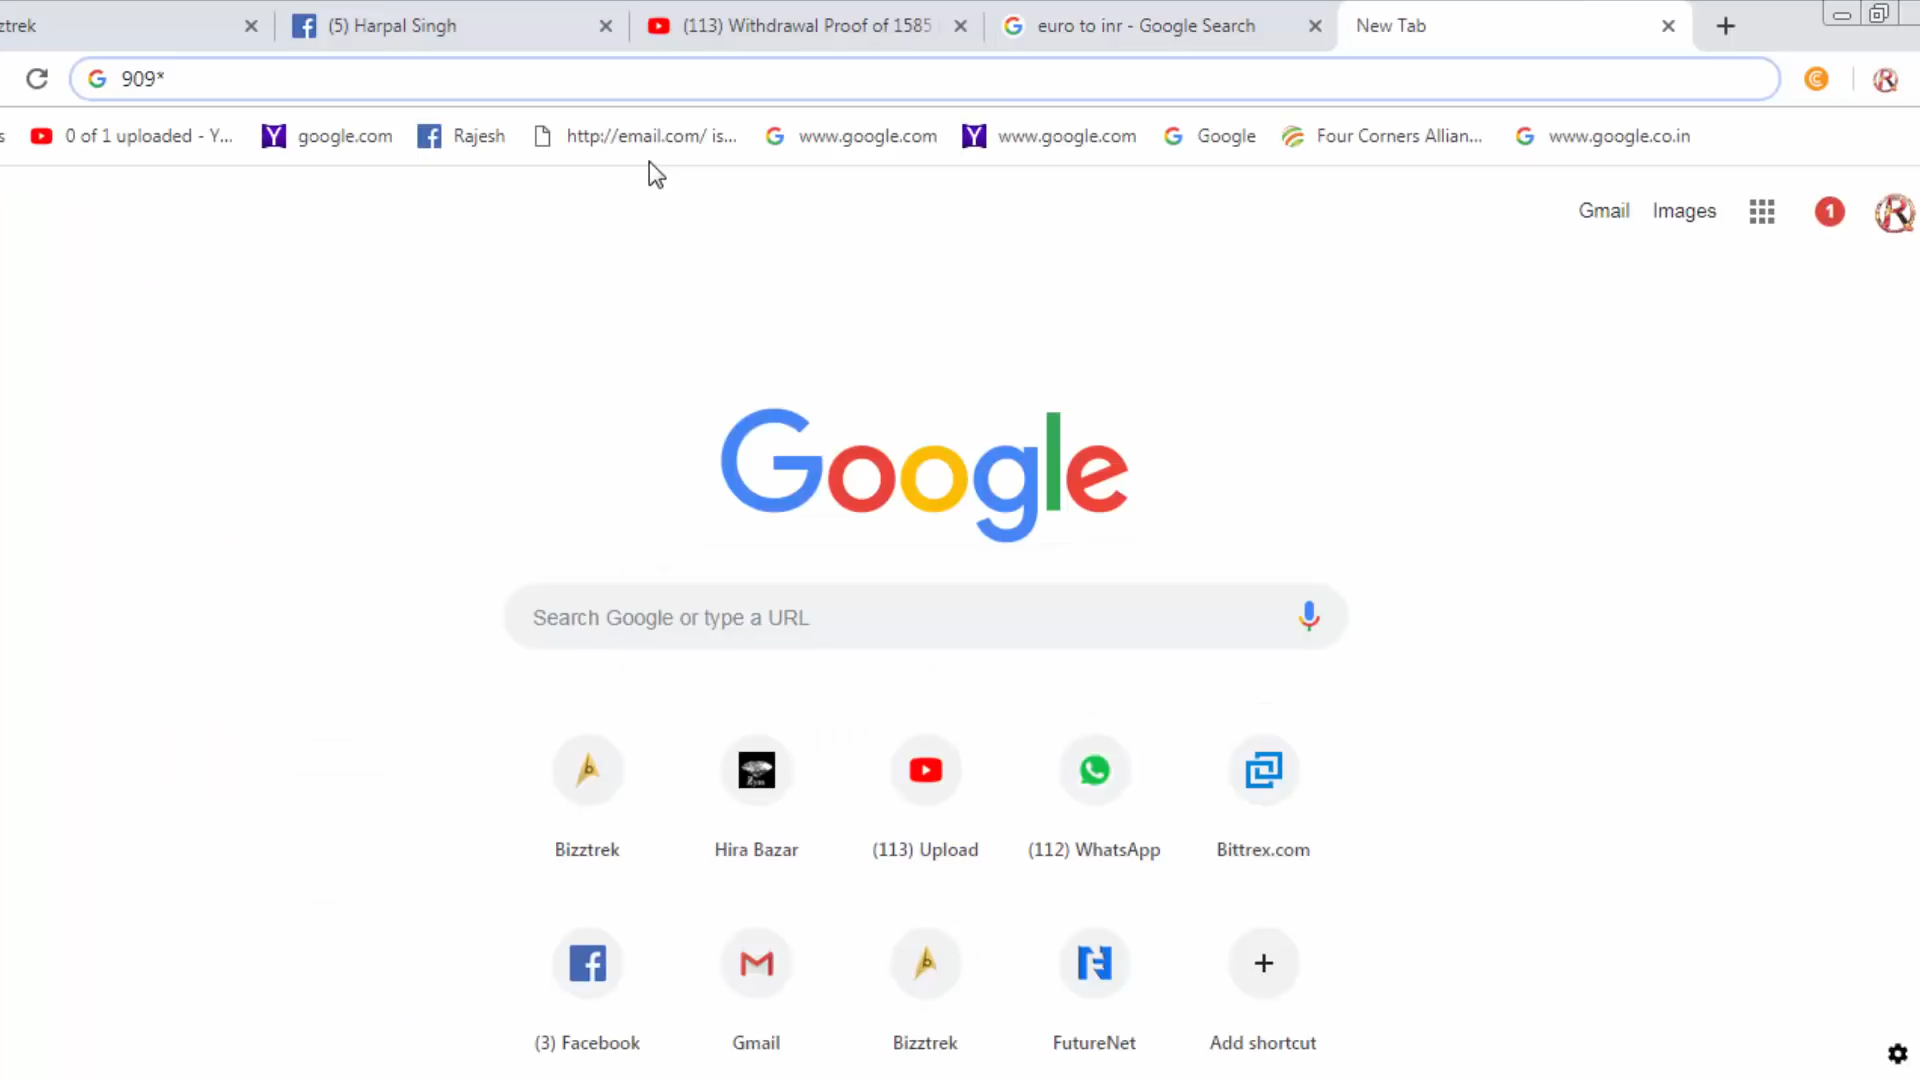 ztrek (5) Harpal Singh (113) Withdrawal Proof of 1585 euro to inr - Google Search New Tab
909*
s 0 of 1 uploaded - Y... google.com Rajesh http://email.com/ is... www.google.com www.google.com Google Four Corners Allian... www.google.co.in
Gmail Images 1
Google
Search Google or type a URL
Bizztrek Hira Bazar (113) Upload (112) WhatsApp Bittrex.com
(3) Facebook Gmail Bizztrek FutureNet Add shortcut